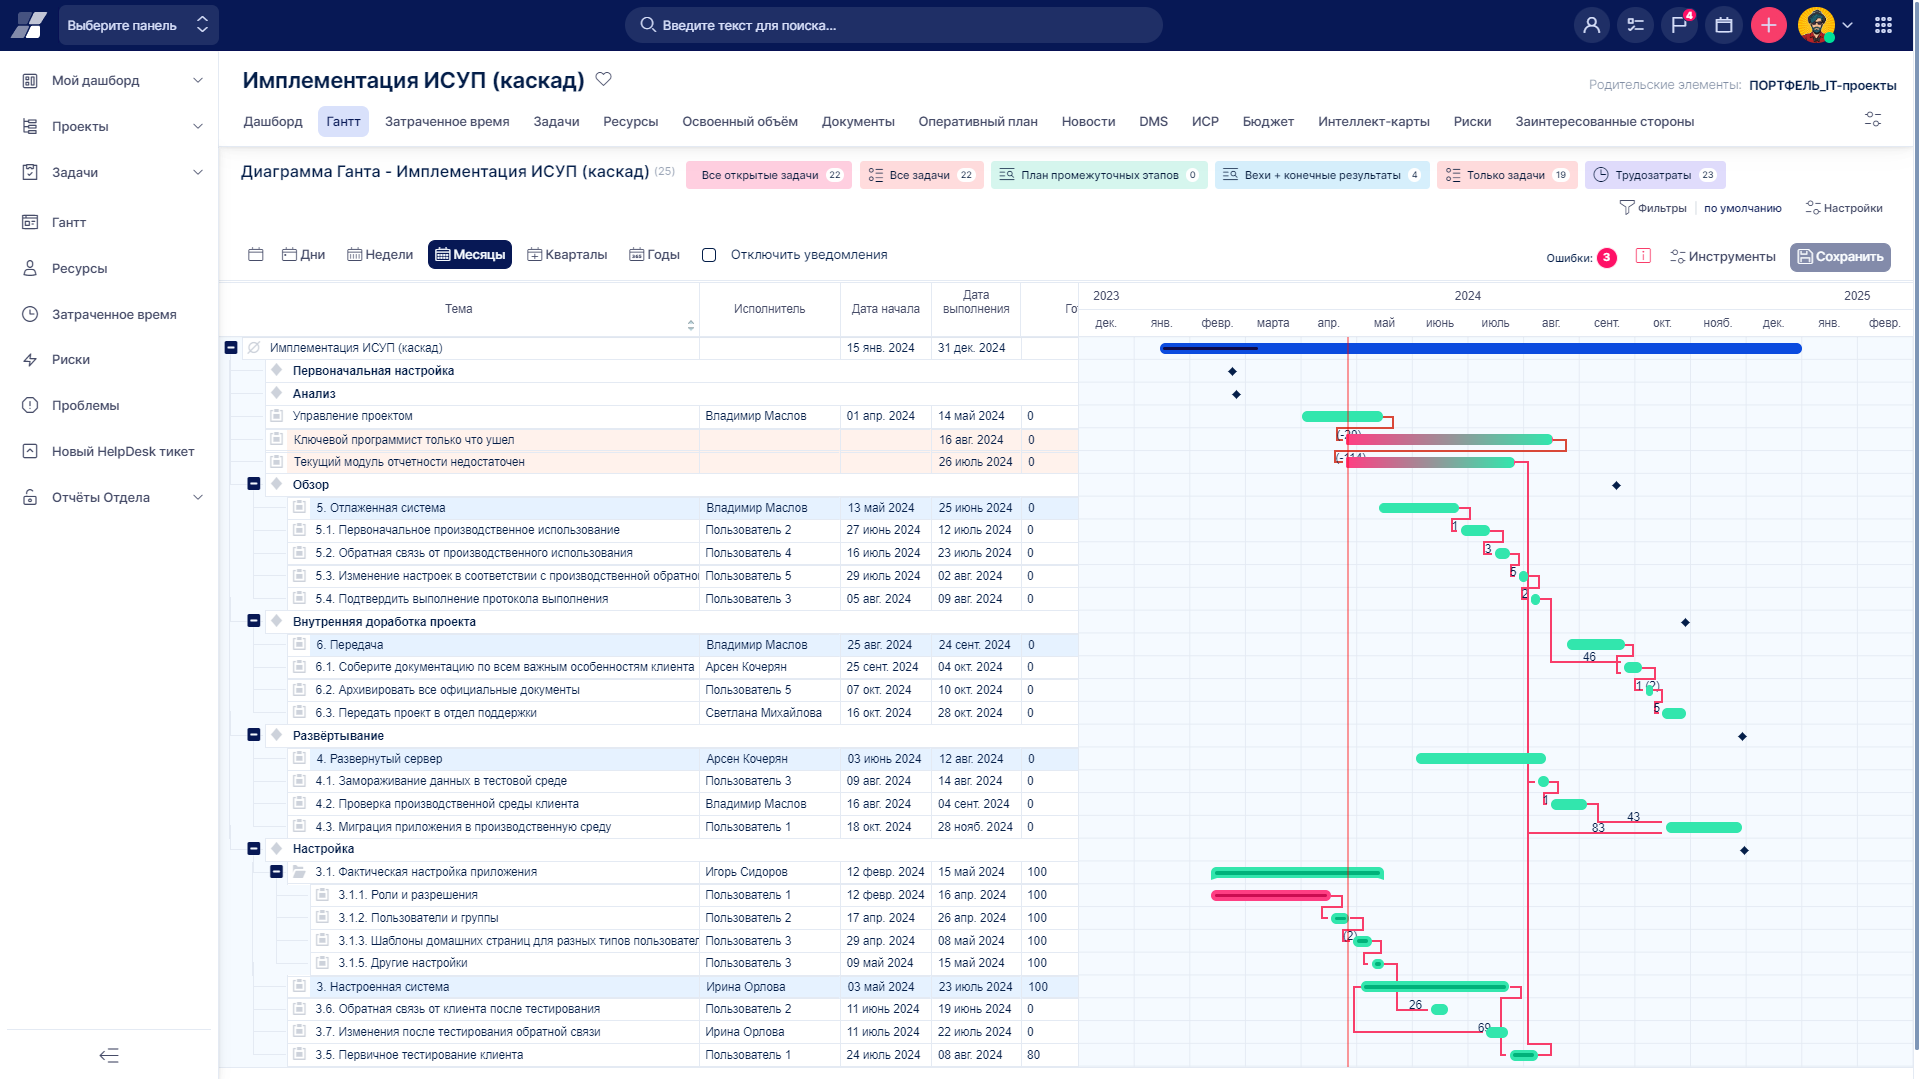 Выберите панель
Введите текст для поиска...
4
Мой дашборд
Проекты
Задачи
Гантт
Ресурсы
Затраченное время
Риски
Проблемы
Новый HelpDesk тикет
Отчёты Отдела
Имплементация ИСУП (каскад)
Родительские элементы: ПОРТФЕЛЬ_IT-проекты
Дашборд Гантт Затраченное время Задачи Ресурсы Освоенный объём Документы Оперативный план Новости DMS ИСР Бюджет Интеллект-карты Риски Заинтересованные стороны
Диаграмма Ганта - Имплементация ИСУП (каскад) (25) Все открытые задачи 22 Все задачи 22 План промежуточных этапов 0 Вехи + конечные результаты 4 Только задачи 19 Трудозатраты 23
Фильтры по умолчанию Настройки
Дни Недели Месяцы Кварталы Годы Отключить уведомления Ошибки: 3 Инструменты Сохранить
Тема Исполнитель Дата начала Дата выполнения Го
2023 2024 2025
дек. янв. февр. марта апр. май июнь июль авг. сент. окт. нояб. дек. янв. февр.
Имплементация ИСУП (каскад) 15 янв. 2024 31 дек. 2024
Первоначальная настройка
Анализ
Управление проектом Владимир Маслов 01 апр. 2024 14 май 2024 0
Ключевой программист только что ушел 16 авг. 2024 0
Текущий модуль отчетности недостаточен 26 июль 2024 0 (-114)
Обзор
5. Отлаженная система Владимир Маслов 13 май 2024 25 июнь 2024 0
5.1. Первоначальное производственное использование Пользователь 2 27 июнь 2024 12 июль 2024 0 1
5.2. Обратная связь от производственного использования Пользователь 4 16 июль 2024 23 июль 2024 0 3
5.3. Изменение настроек в соответствии с производственной обратно Пользователь 5 29 июль 2024 02 авг. 2024 0 5
5.4. Подтвердить выполнение протокола выполнения Пользователь 3 05 авг. 2024 09 авг. 2024 0 2
Внутренняя доработка проекта
6. Передача Владимир Маслов 25 авг. 2024 24 сент. 2024 0
6.1. Соберите документацию по всем важным особенностям клиента Арсен Кочерян 25 сент. 2024 04 окт. 2024 0 46
6.2. Архивировать все официальные документы Пользователь 5 07 окт. 2024 10 окт. 2024 0 1 (2)
6.3. Передать проект в отдел поддержки Светлана Михайлова 16 окт. 2024 28 окт. 2024 0 5
Развёртывание
4. Развернутый сервер Арсен Кочерян 03 июнь 2024 12 авг. 2024 0
4.1. Замораживание данных в тестовой среде Пользователь 3 09 авг. 2024 14 авг. 2024 0
4.2. Проверка производственной среды клиента Владимир Маслов 16 авг. 2024 04 сент. 2024 0 1
4.3. Миграция приложения в производственную среду Пользователь 1 18 окт. 2024 28 нояб. 2024 0 43 83
Настройка
3.1. Фактическая настройка приложения Игорь Сидоров 12 февр. 2024 15 май 2024 100
3.1.1. Роли и разрешения Пользователь 1 12 февр. 2024 16 апр. 2024 100
3.1.2. Пользователи и группы Пользователь 2 17 апр. 2024 26 апр. 2024 100
3.1.3. Шаблоны домашних страниц для разных типов пользовател Пользователь 3 29 апр. 2024 08 май 2024 100 (2)
3.1.5. Другие настройки Пользователь 3 09 май 2024 15 май 2024 100
3. Настроенная система Ирина Орлова 03 май 2024 23 июль 2024 100
3.6. Обратная связь от клиента после тестирования Пользователь 2 11 июнь 2024 19 июнь 2024 0 26
3.7. Изменения после тестирования обратной связи Ирина Орлова 11 июль 2024 22 июль 2024 0 69
3.5. Первичное тестирование клиента Пользователь 1 24 июль 2024 08 авг. 2024 80